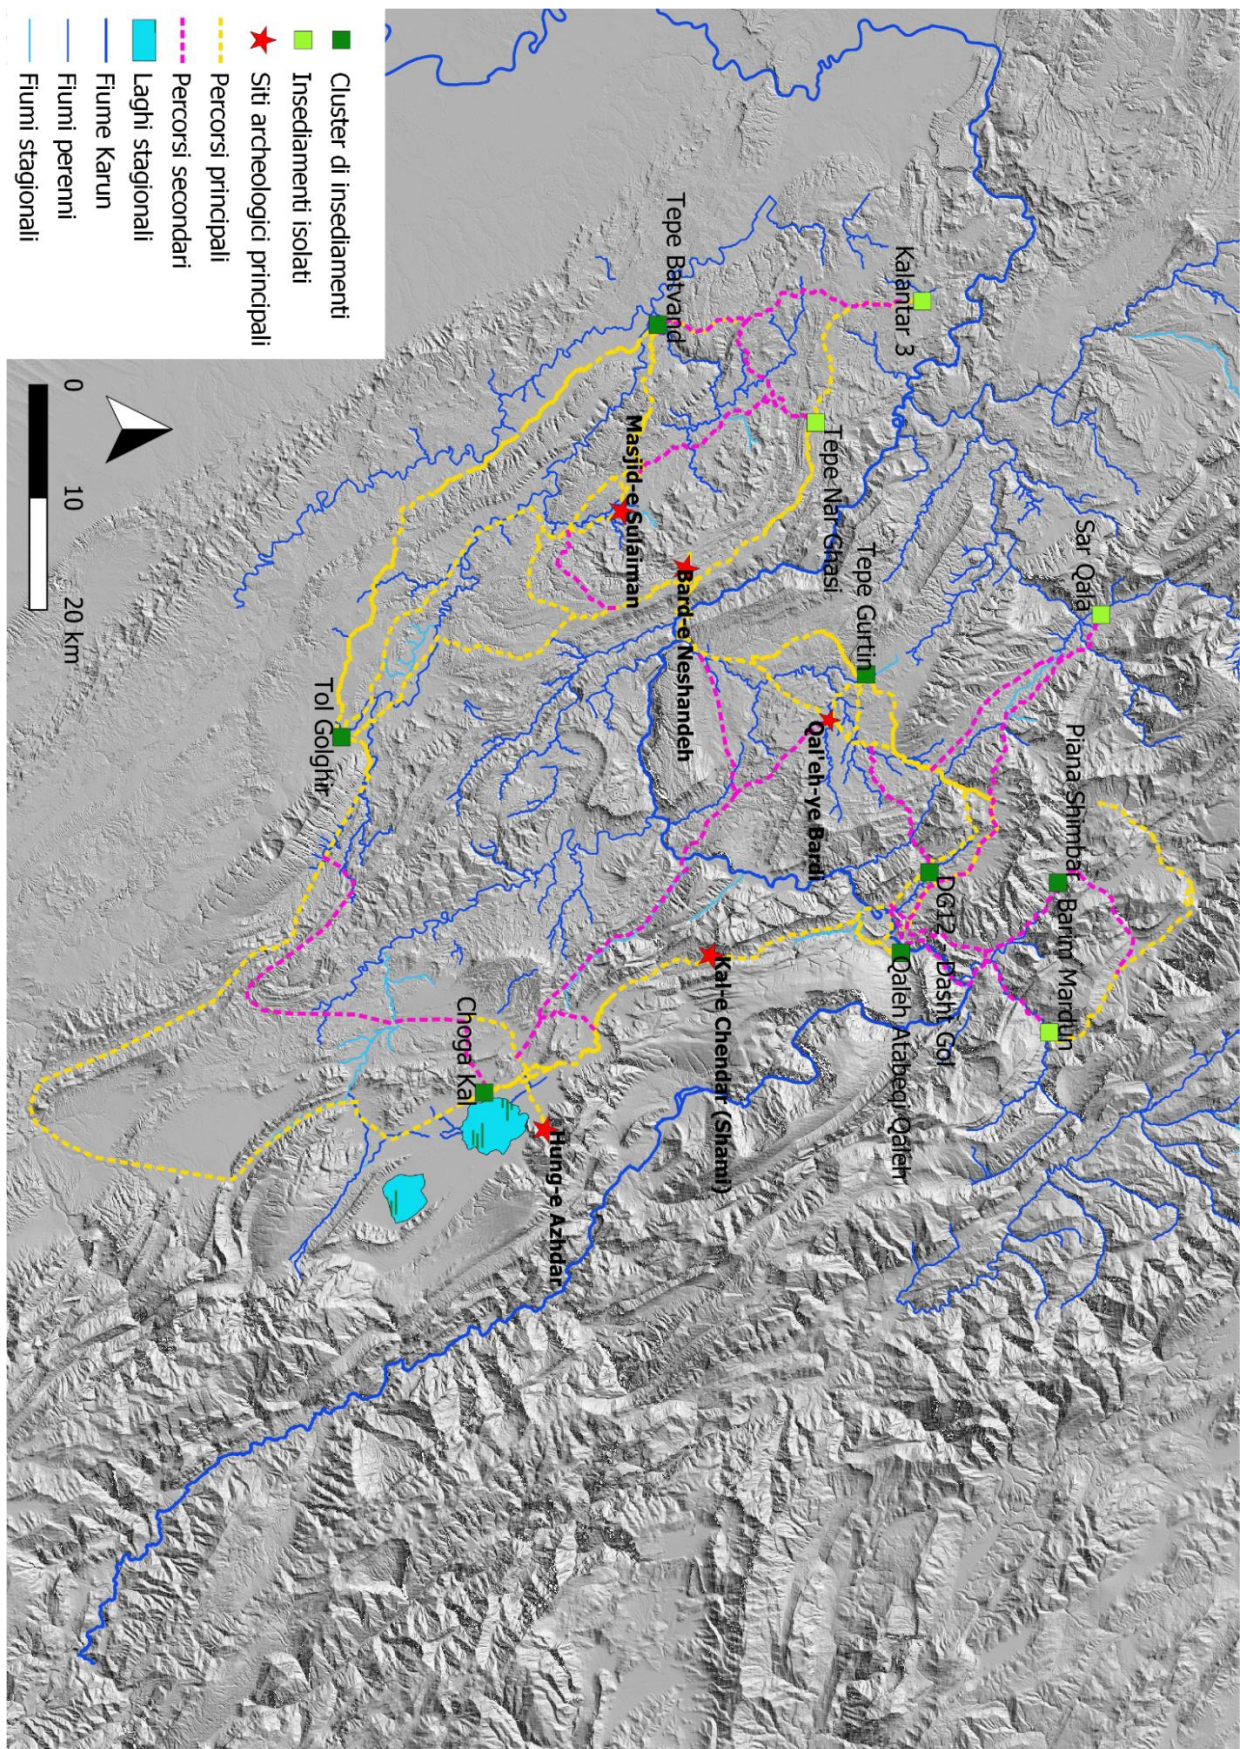 Kalantar 3
Sar Qala
Piana Shimbar
Barim Mardun
Tepe Gurtin
DG12 - Dasht Gol
Tepe Nar Ghasi
Qal'eh-ye Bardi
Qaleh Atabeqi Qaleh
Tepe Batvand
Masjid-e Sulaiman
Bard-e Neshandeh
Kal-e Chendar (Shami)
Tol Golghir
Choga Kal
Hung-e Azhdar
Cluster di insediamenti
Insediamenti isolati
Siti archeologici principali
Percorsi principali
Percorsi secondari
Laghi stagionali
Fiume Karun
Fiumi perenni
Fiumi stagionali
0 10 20 km